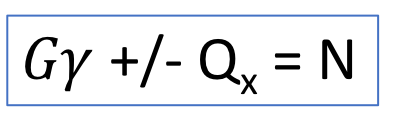 Gγ +/- Qₓ = N